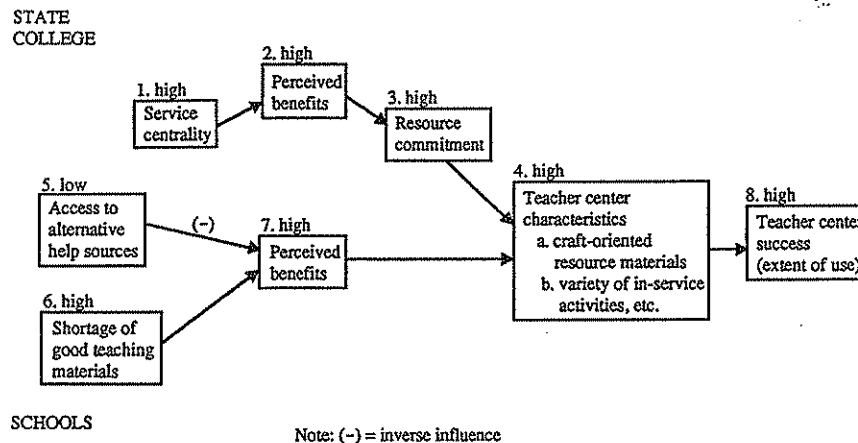 STATE
COLLEGE
1. high
Service
centrality
2. high
Perceived
benefits
3. high
Resource
commitment
4. high
Teacher center
characteristics
a. craft-oriented
resource materials
b. variety of in-service
activities, etc.
5. low
Access to
alternative
help sources
(-)
6. high
Shortage of
good teaching
materials
7. high
Perceived
benefits
8. high
Teacher center
success
(extent of use)
SCHOOLS
Note: (-) = inverse influence